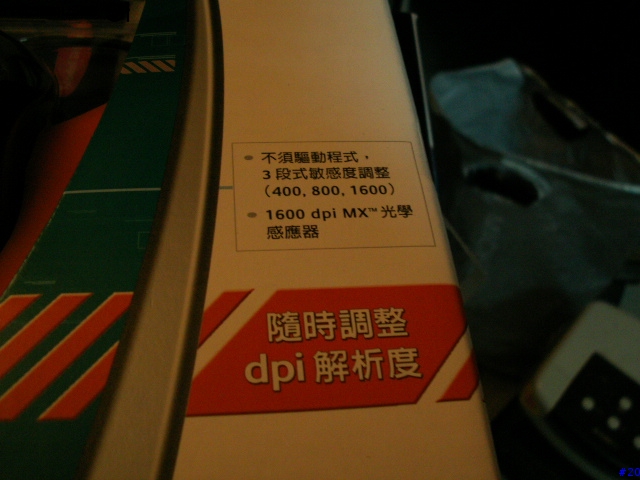 • 不須驅動程式，
3 段式敏感度調整
（400, 800, 1600）
• 1600 dpi MX™ 光學
感應器
隨時調整
dpi 解析度